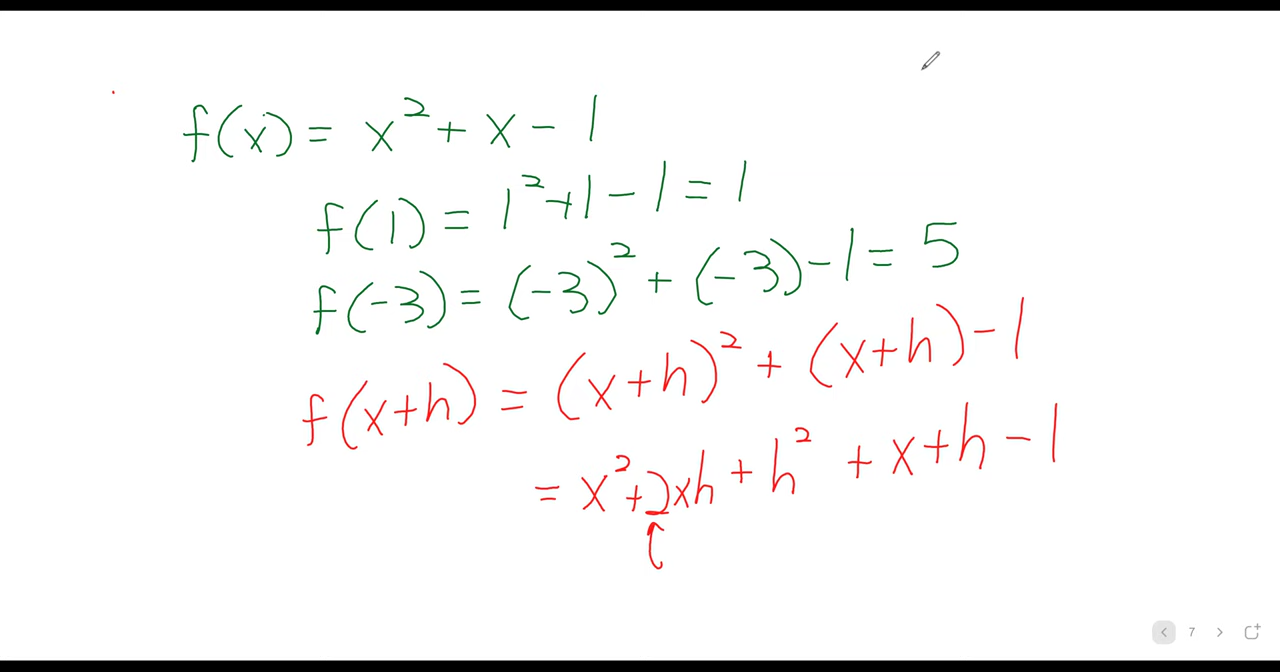 f(x) = x² + x - 1
f(1) = 1² + 1 - 1 = 1
f(-3) = (-3)² + (-3) - 1 = 5
f(x+h) = (x+h)² + (x+h) - 1
= x² + 2xh + h² + x + h - 1
7